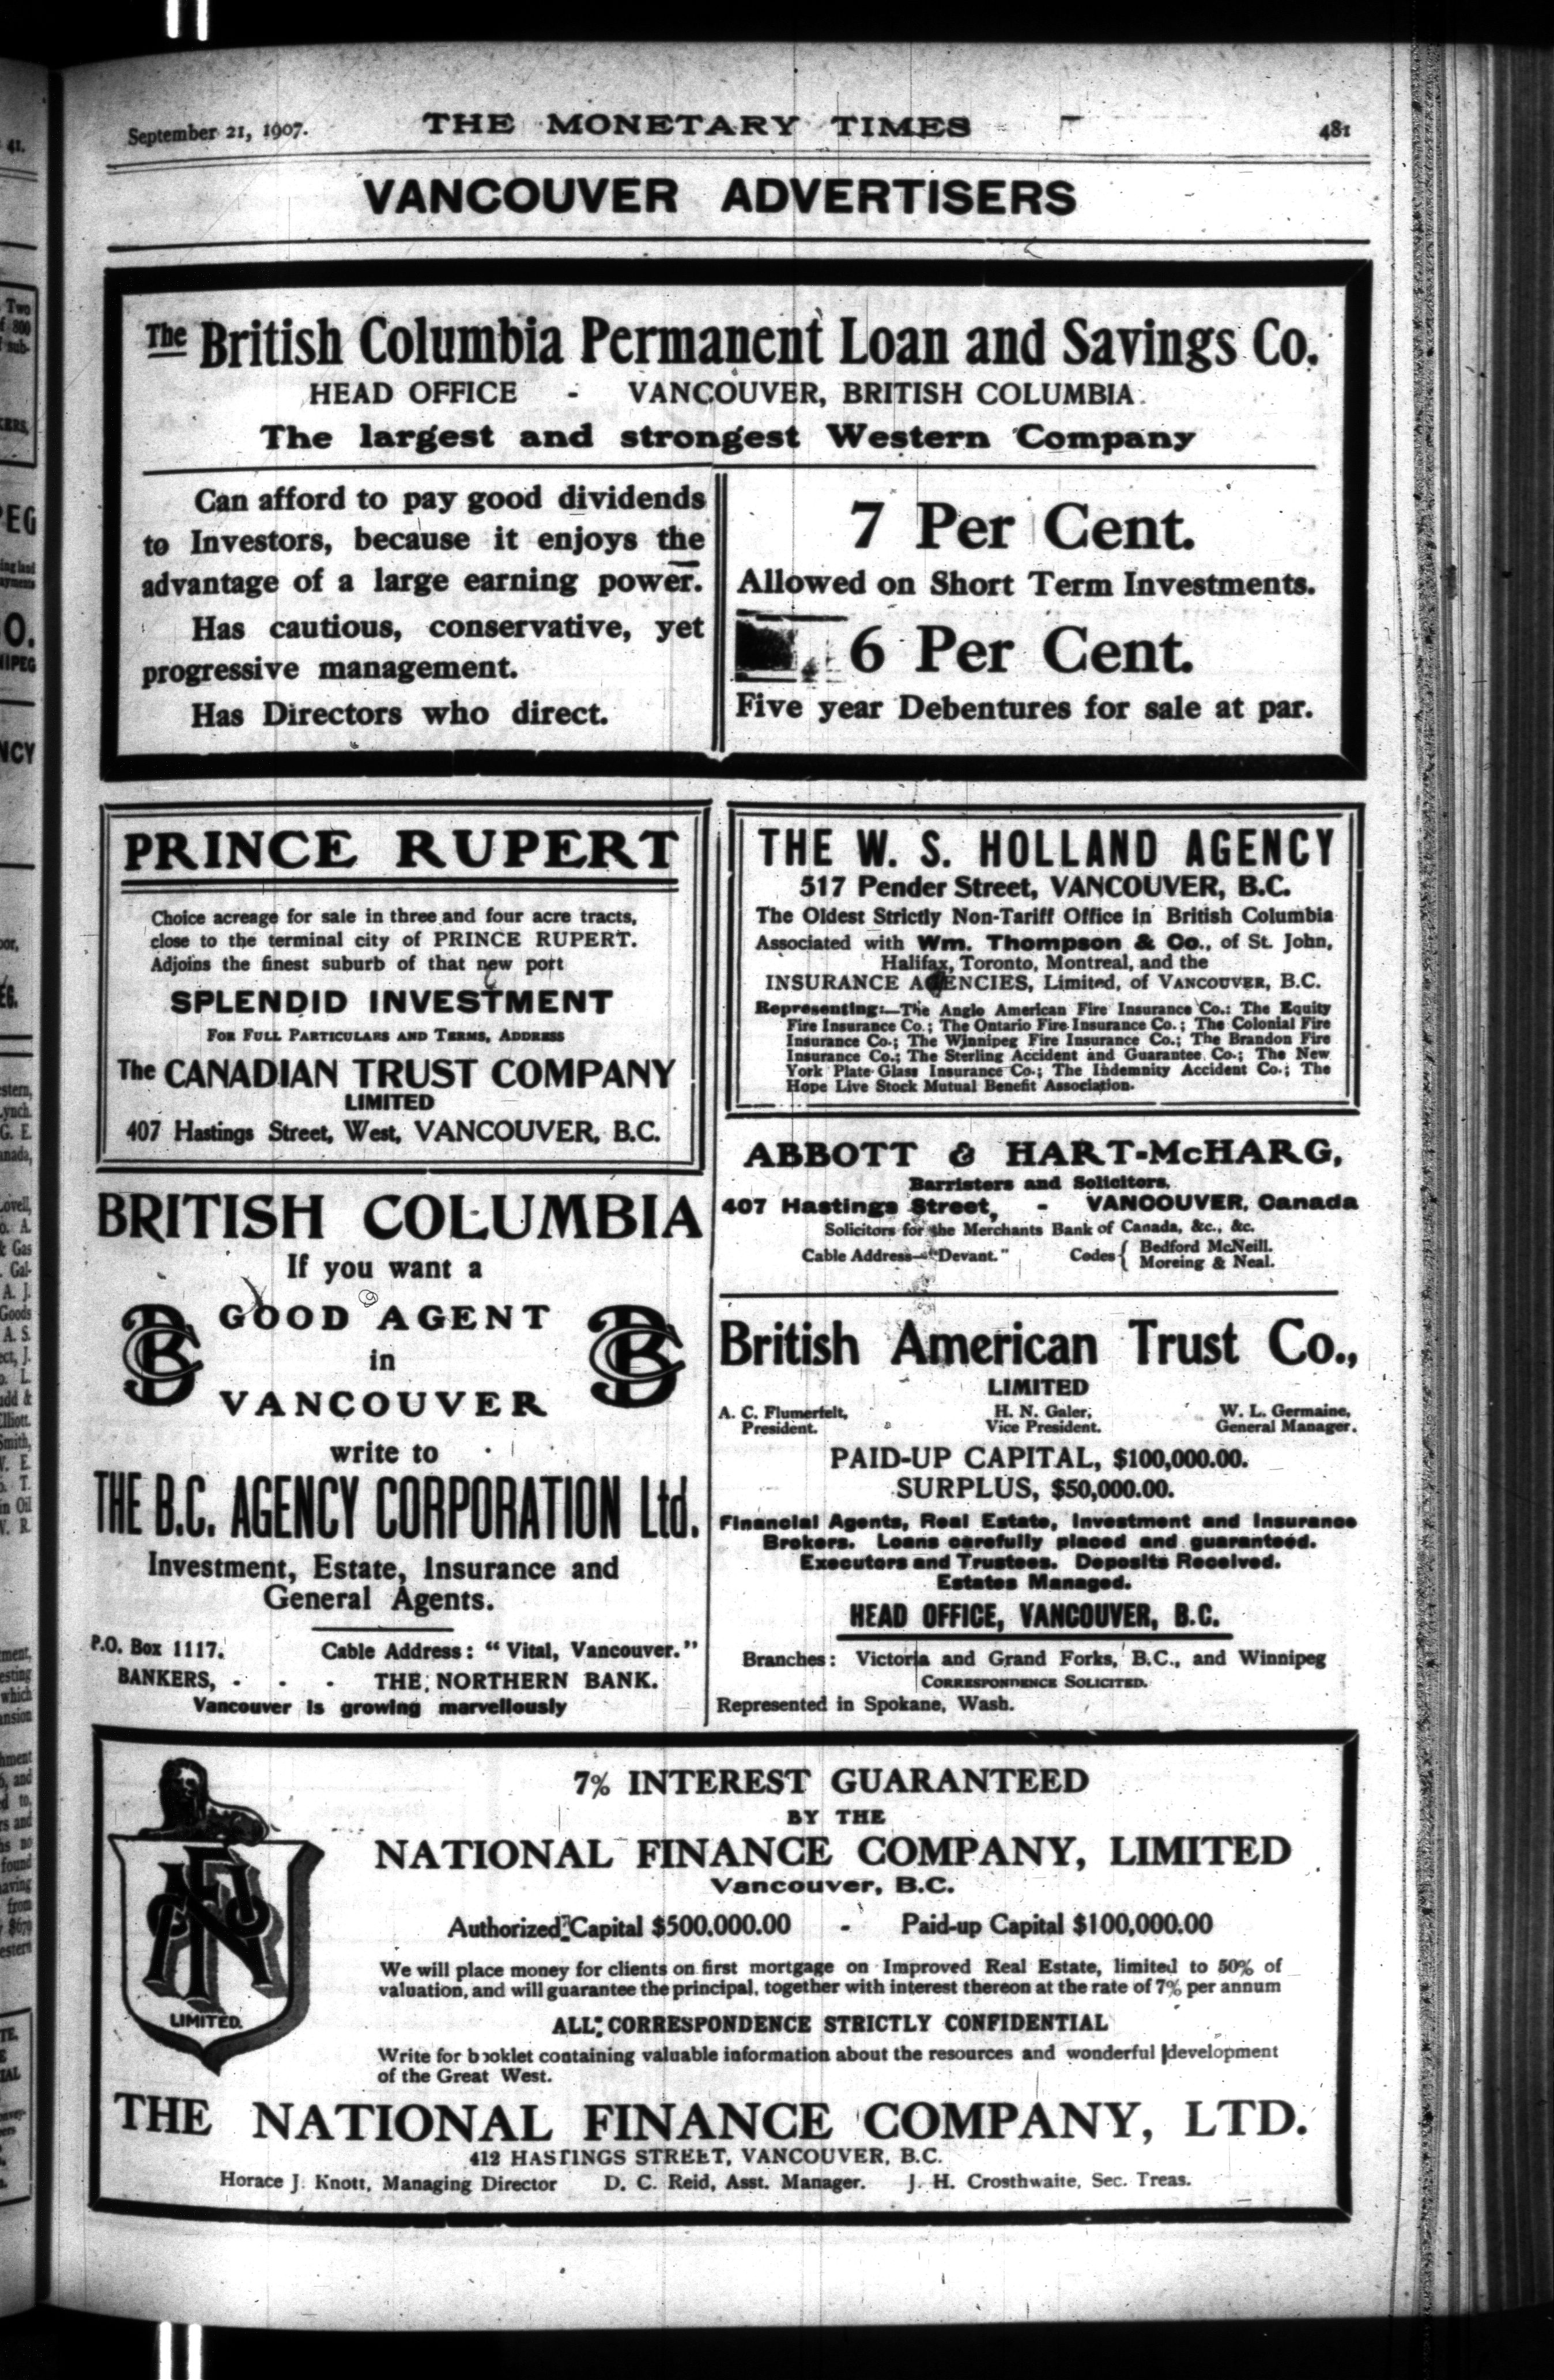 September 21, 1907.
THE MONETARY TIMES
481
VANCOUVER ADVERTISERS
The British Columbia Permanent Loan and Savings Co.
HEAD OFFICE - VANCOUVER, BRITISH COLUMBIA.
The largest and strongest Western Company
Can afford to pay good dividends
to Investors, because it enjoys the
advantage of a large earning power.
Has cautious, conservative, yet
progressive management.
Has Directors who direct.
7 Per Cent.
Allowed on Short Term Investments.
6 Per Cent.
Five year Debentures for sale at par.
PRINCE RUPERT
Choice acreage for sale in three and four acre tracts,
close to the terminal city of PRINCE RUPERT.
Adjoins the finest suburb of that new port
SPLENDID INVESTMENT
FOR FULL PARTICULARS AND TERMS, ADDRESS
The CANADIAN TRUST COMPANY
LIMITED
407 Hastings Street, West, VANCOUVER, B.C.
THE W. S. HOLLAND AGENCY
517 Pender Street, VANCOUVER, B.C.
The Oldest Strictly Non-Tariff Office in British Columbia
Associated with Wm. Thompson & Co., of St. John,
Halifax, Toronto, Montreal, and the
INSURANCE AGENCIES, Limited, of VANCOUVER, B.C.
Representing:—The Anglo American Fire Insurance Co.: The Equity
Fire Insurance Co.; The Ontario Fire Insurance Co.; The Colonial Fire
Insurance Co.; The Winnipeg Fire Insurance Co.; The Brandon Fire
Insurance Co.; The Sterling Accident and Guarantee Co.; The New
York Plate Glass Insurance Co.; The Indemnity Accident Co.; The
Hope Live Stock Mutual Benefit Association.
ABBOTT & HART-McHARG,
Barristers and Solicitors,
407 Hastings Street, - VANCOUVER, Canada
Solicitors for the Merchants Bank of Canada, &c., &c.
Cable Address—"Devant." Codes { Bedford McNeill.
Moreing & Neal.
BRITISH COLUMBIA
If you want a
GOOD AGENT
in
VANCOUVER
BC
BC
write to
THE B.C. AGENCY CORPORATION Ltd.
Investment, Estate, Insurance and
General Agents.
P.O. Box 1117. Cable Address: "Vital, Vancouver."
BANKERS, - - - THE NORTHERN BANK.
Vancouver is growing marvellously
British American Trust Co.,
LIMITED
A. C. Flumerfelt, H. N. Galer, W. L. Germaine,
President. Vice President. General Manager.
PAID-UP CAPITAL, $100,000.00.
SURPLUS, $50,000.00.
Financial Agents, Real Estate, Investment and Insurance
Brokers. Loans carefully placed and guaranteed.
Executors and Trustees. Deposits Received.
Estates Managed.
HEAD OFFICE, VANCOUVER, B.C.
Branches: Victoria and Grand Forks, B.C., and Winnipeg
CORRESPONDENCE SOLICITED.
Represented in Spokane, Wash.
7% INTEREST GUARANTEED
BY THE
NATIONAL FINANCE COMPANY, LIMITED
Vancouver, B.C.
Authorized Capital $500.000.00 - Paid-up Capital $100,000.00
We will place money for clients on first mortgage on Improved Real Estate, limited to 50% of
valuation, and will guarantee the principal, together with interest thereon at the rate of 7% per annum
ALL CORRESPONDENCE STRICTLY CONFIDENTIAL
Write for booklet containing valuable information about the resources and wonderful development
of the Great West.
LIMITED.
THE NATIONAL FINANCE COMPANY, LTD.
412 HASTINGS STREET, VANCOUVER, B.C.
Horace J. Knott, Managing Director D. C. Reid, Asst. Manager. J. H. Crosthwaite, Sec. Treas.